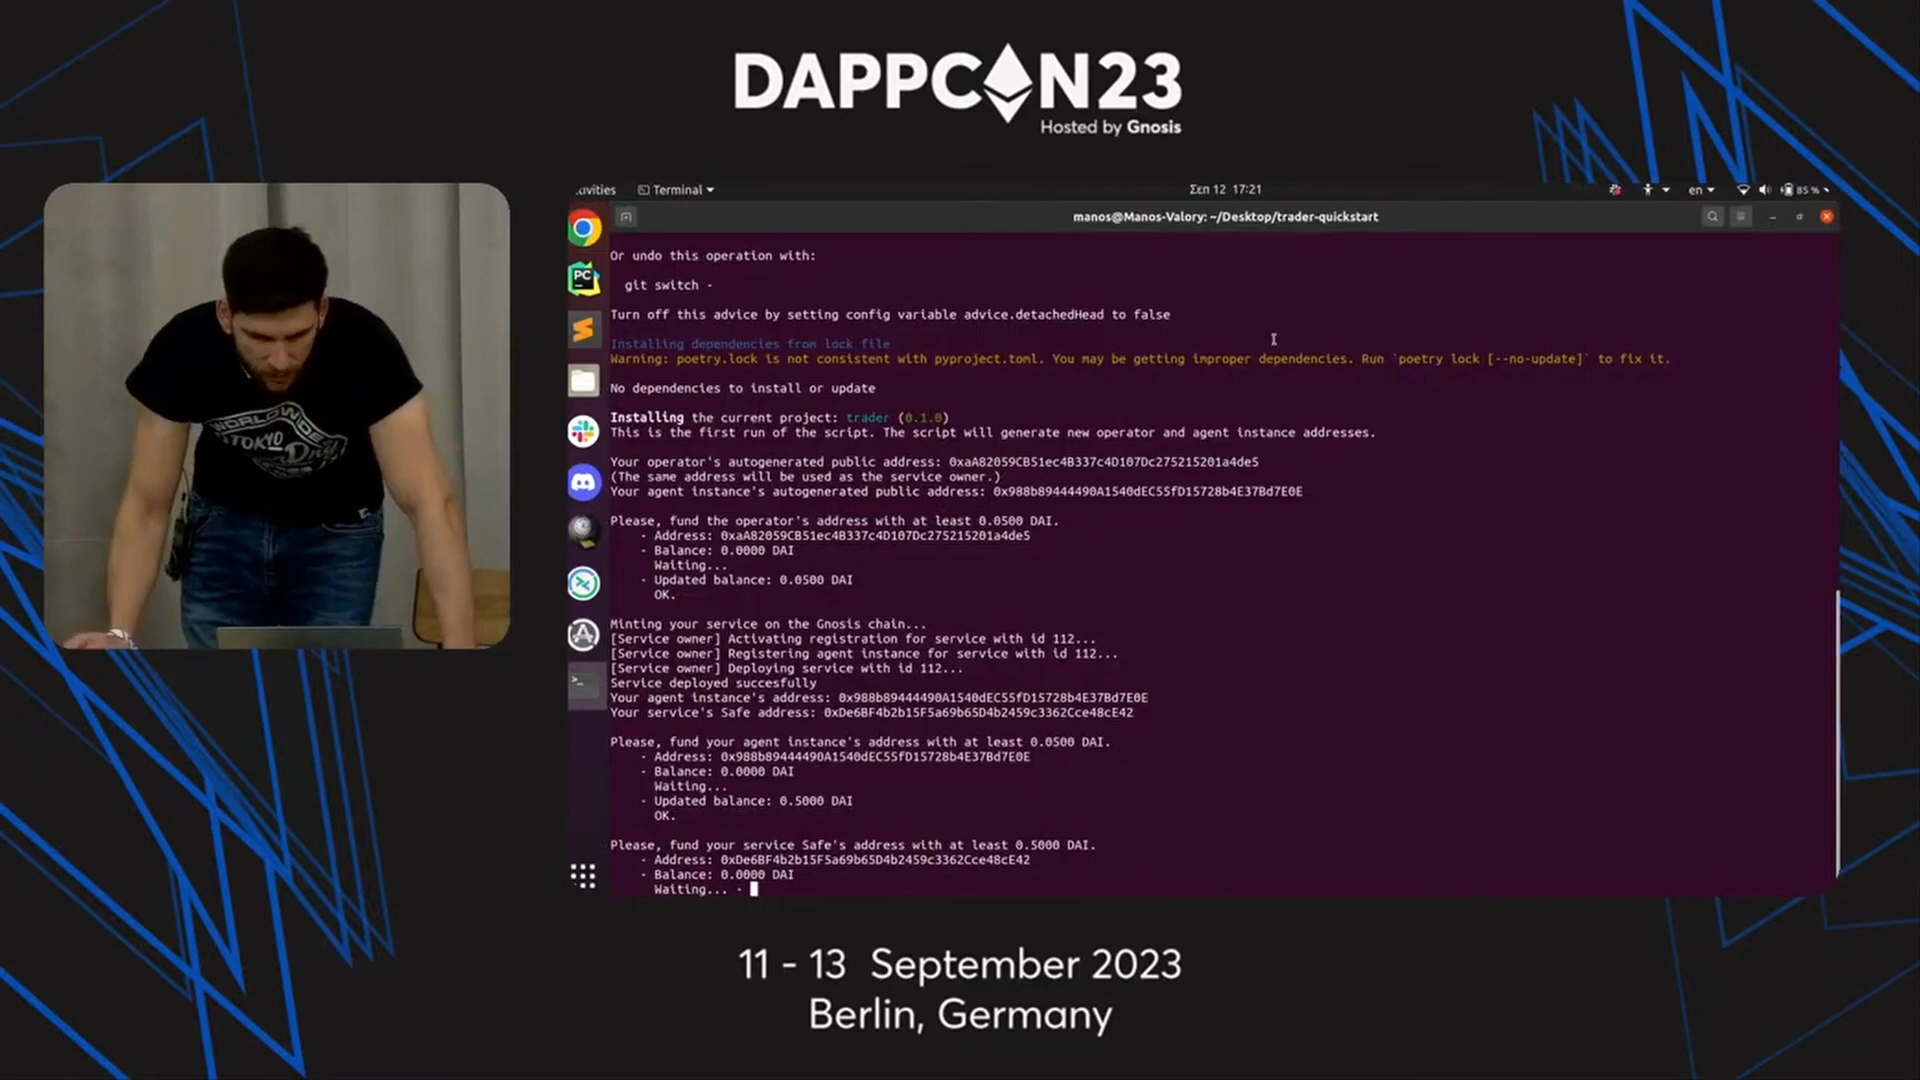 DAPPCON23
Hosted by Gnosis
.ivities Terminal Σεπ 12 17:21 en 85 %
manos@Manos-Valory: ~/Desktop/trader-quickstart
Or undo this operation with:
git switch -
Turn off this advice by setting config variable advice.detachedHead to false
Installing dependencies from lock file
Warning: poetry.lock is not consistent with pyproject.toml. You may be getting improper dependencies. Run `poetry lock [--no-update]` to fix it.
No dependencies to install or update
Installing the current project: trader (0.1.0)
This is the first run of the script. The script will generate new operator and agent instance addresses.
Your operator's autogenerated public address: 0xaA82059CB51ec4B337c4D107Dc275215201a4de5
(The same address will be used as the service owner.)
Your agent instance's autogenerated public address: 0x988b89444490A1540dEC55fD15728b4E37Bd7E0E
Please, fund the operator's address with at least 0.0500 DAI.
- Address: 0xaA82059CB51ec4B337c4D107Dc275215201a4de5
- Balance: 0.0000 DAI
Waiting...
- Updated balance: 0.0500 DAI
OK.
Minting your service on the Gnosis chain...
[Service owner] Activating registration for service with id 112...
[Service owner] Registering agent instance for service with id 112...
[Service owner] Deploying service with id 112...
Service deployed succesfully
Your agent instance's address: 0x988b89444490A1540dEC55fD15728b4E37Bd7E0E
Your service's Safe address: 0xDe6BF4b2b15F5a69b65D4b2459c3362Cce48cE42
Please, fund your agent instance's address with at least 0.0500 DAI.
- Address: 0x988b89444490A1540dEC55fD15728b4E37Bd7E0E
- Balance: 0.0000 DAI
Waiting...
- Updated balance: 0.5000 DAI
OK.
Please, fund your service Safe's address with at least 0.5000 DAI.
- Address: 0xDe6BF4b2b15F5a69b65D4b2459c3362Cce48cE42
- Balance: 0.0000 DAI
Waiting... -
PC
WORLDWIDE
TOKYO
Dry
11 - 13 September 2023
Berlin, Germany